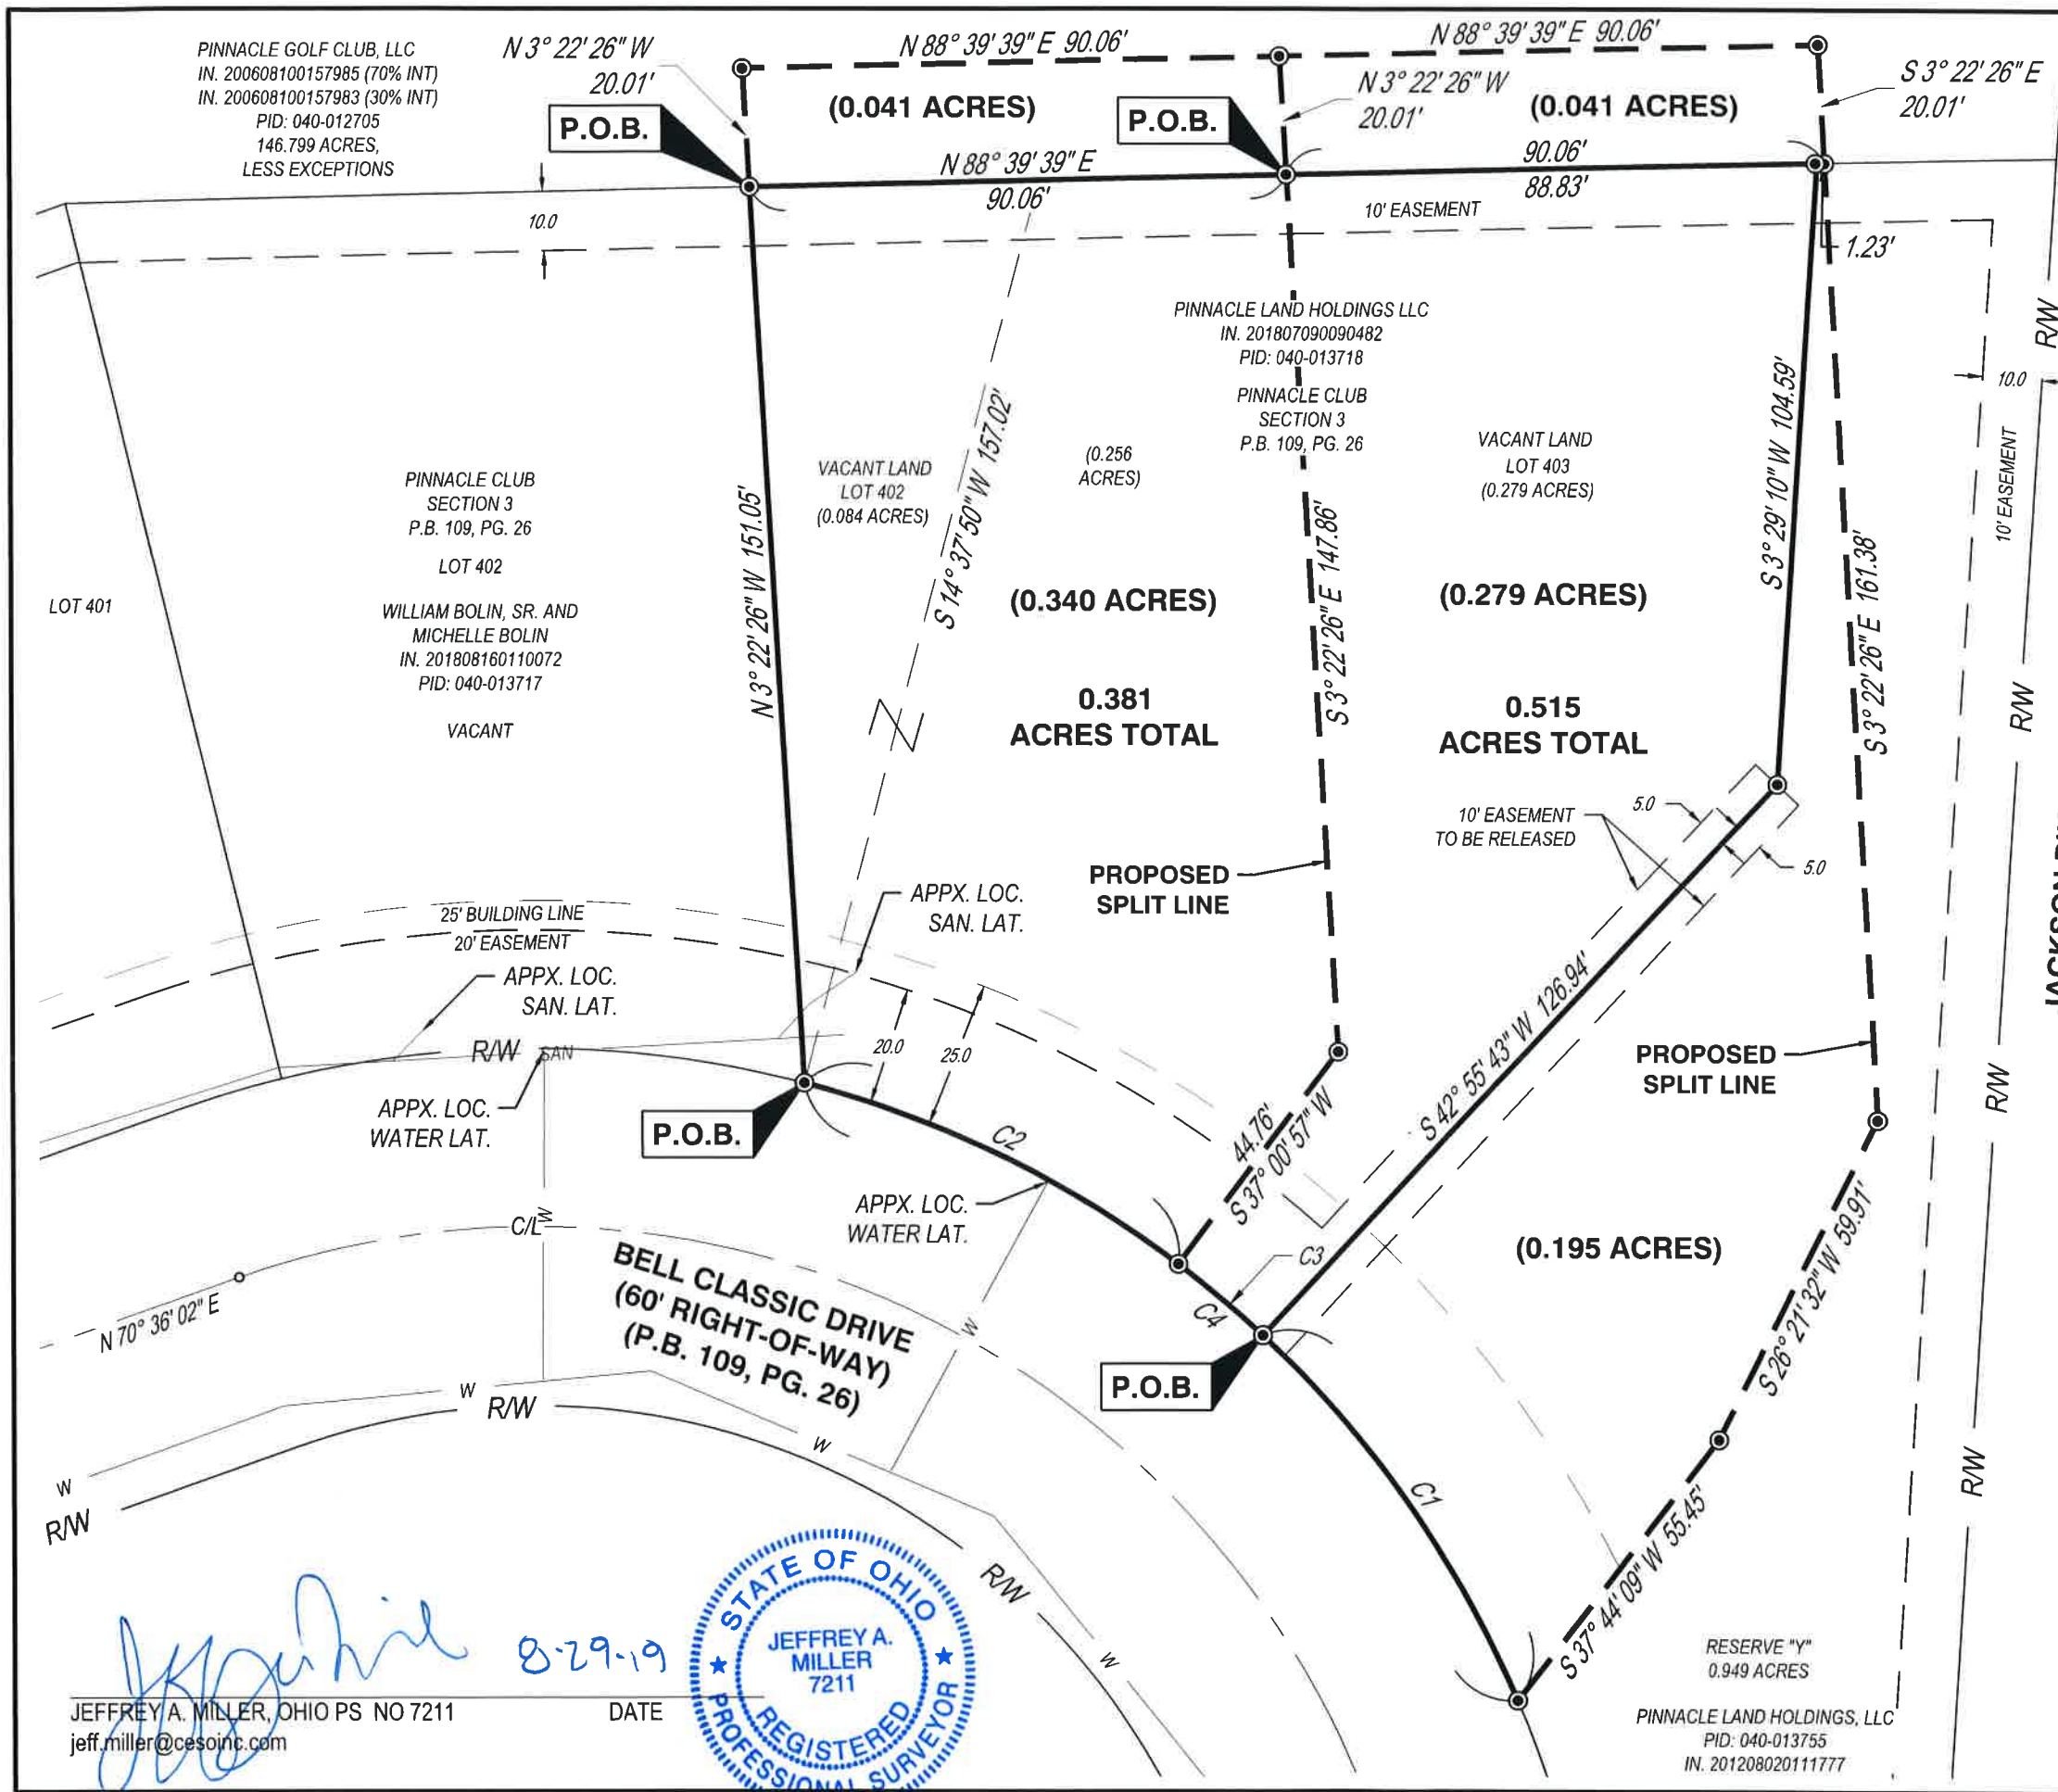 PINNACLE GOLF CLUB, LLC
IN. 200608100157985 (70% INT)
IN. 200608100157983 (30% INT)
PID: 040-012705
146.799 ACRES,
LESS EXCEPTIONS
N 3° 22' 26" W
20.01'
N 88° 39' 39" E 90.06'
N 88° 39' 39" E 90.06'
S 3° 22' 26" E
20.01'
N 3° 22' 26" W
20.01'
(0.041 ACRES)
(0.041 ACRES)
P.O.B.
P.O.B.
N 88° 39' 39" E
90.06'
90.06'
88.83'
10.0
10' EASEMENT
1.23'
R/W
10.0
10' EASEMENT
PINNACLE LAND HOLDINGS LLC
IN. 201807090090482
PID: 040-013718
PINNACLE CLUB
SECTION 3
P.B. 109, PG. 26
VACANT LAND
LOT 403
(0.279 ACRES)
(0.256
ACRES)
VACANT LAND
LOT 402
(0.084 ACRES)
S 14° 37' 50" W 157.02'
N 3° 22' 26" W 151.05'
S 3° 22' 26" E 147.86'
S 3° 29' 10" W 104.59'
S 3° 22' 26" E 161.38'
PINNACLE CLUB
SECTION 3
P.B. 109, PG. 26
LOT 402
WILLIAM BOLIN, SR. AND
MICHELLE BOLIN
IN. 201808160110072
PID: 040-013717
VACANT
LOT 401
(0.340 ACRES)
0.381
ACRES TOTAL
(0.279 ACRES)
0.515
ACRES TOTAL
R/W
10' EASEMENT
TO BE RELEASED
5.0
5.0
PROPOSED
SPLIT LINE
APPX. LOC.
SAN. LAT.
25' BUILDING LINE
20' EASEMENT
APPX. LOC.
SAN. LAT.
R/W
SAN
APPX. LOC.
WATER LAT.
20.0
25.0
P.O.B.
C2
44.76'
S 37° 00' 57" W
S 42° 55' 43" W 126.94'
PROPOSED
SPLIT LINE
R/W
JACKSON
APPX. LOC.
WATER LAT.
C3
C4
(0.195 ACRES)
S 26° 21' 32" W 59.91'
C/L
W
N 70° 36' 02" E
BELL CLASSIC DRIVE
(60' RIGHT-OF-WAY)
(P.B. 109, PG. 26)
W
P.O.B.
C1
W
R/W
W
W
R/W
R/W
S 37° 44' 09" W 55.45'
R/W
W
RESERVE "Y"
0.949 ACRES
PINNACLE LAND HOLDINGS, LLC
PID: 040-013755
IN. 201208020111777
8-29-19
JEFFREY A. MILLER, OHIO PS NO 7211
DATE
jeff.miller@cesoinc.com
STATE OF OHIO
JEFFREY A.
MILLER
7211
REGISTERED
PROFESSIONAL SURVEYOR